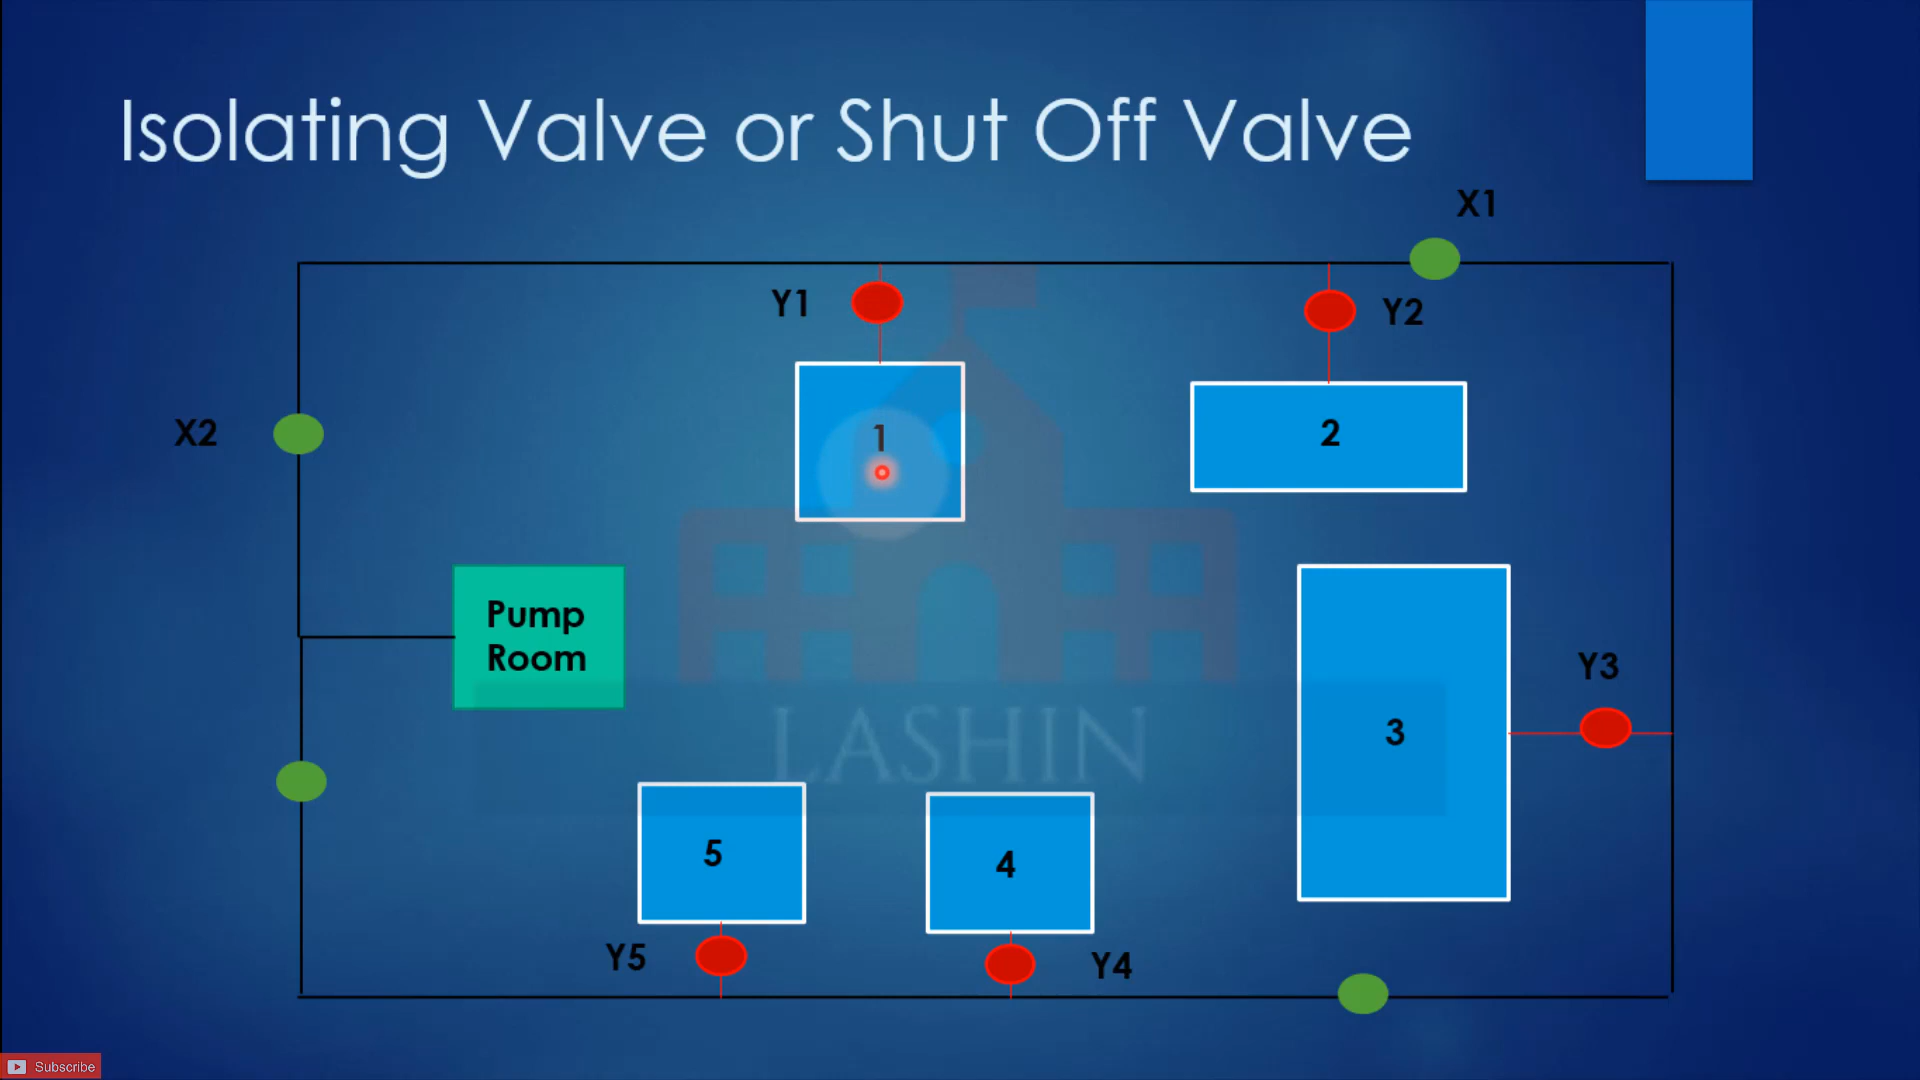 Isolating Valve or Shut Off Valve
X1
Y1
Y2
X2
1
2
Pump
Room
Y3
3
LASHIN
5
4
Y5
Y4
Subscribe